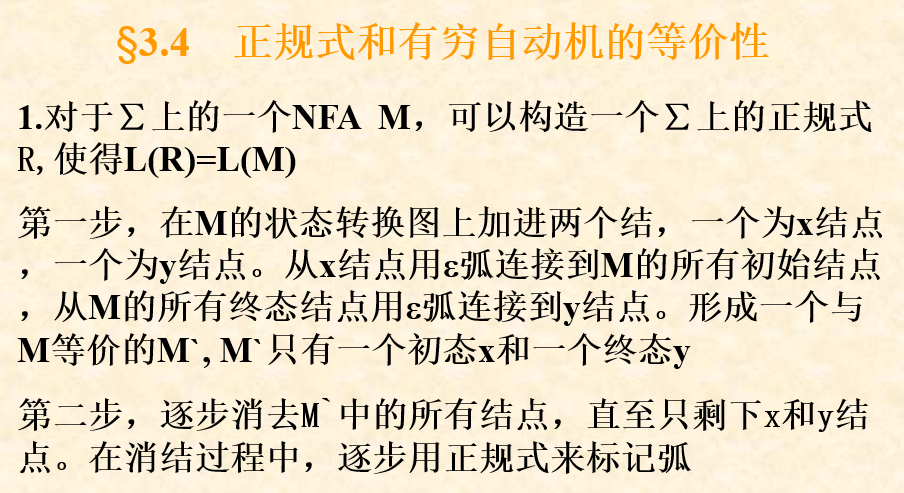 §3.4 正规式和有穷自动机的等价性
1.对于∑上的一个NFA M，可以构造一个∑上的正规式
R,使得L(R)=L(M)
第一步，在M的状态转换图上加进两个结，一个为x结点
，一个为y结点。从x结点用ε弧连接到M的所有初始结点
，从M的所有终态结点用ε弧连接到y结点。形成一个与
M等价的M`, M`只有一个初态x和一个终态y
第二步，逐步消去M`中的所有结点，直至只剩下x和y结
点。在消结过程中，逐步用正规式来标记弧